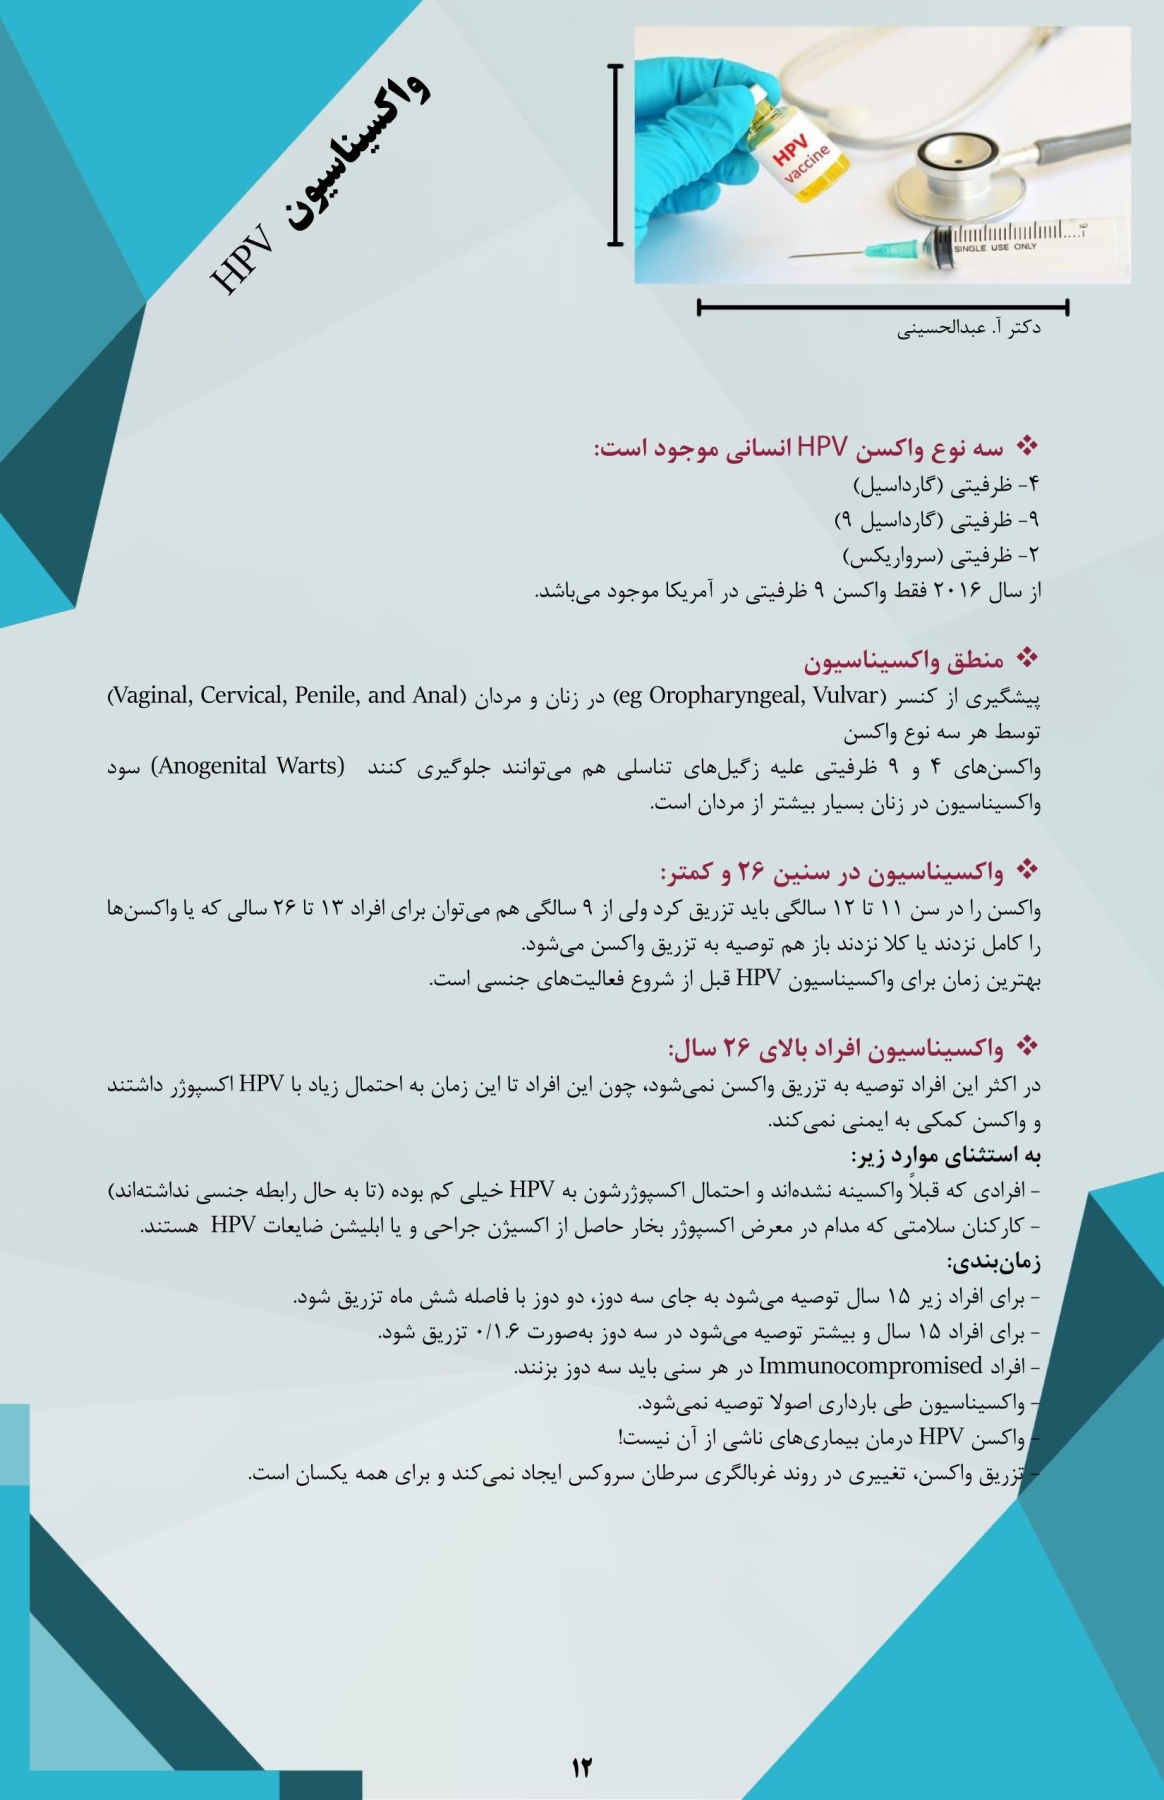 واکسیناسیون HPV
HPV
vaccine
SINGLE USE ONLY
دکتر آ. عبدالحسینی
❖ سه نوع واکسن HPV انسانی موجود است:
۴- ظرفیتی (گارداسیل)
۹- ظرفیتی (گارداسیل ۹)
۲- ظرفیتی (سرواریکس)
از سال ۲۰۱۶ فقط واکسن ۹ ظرفیتی در آمریکا موجود می‌باشد.
❖ منطق واکسیناسیون
پیشگیری از کنسر (eg Oropharyngeal, Vulvar) در زنان و مردان (Vaginal, Cervical, Penile, and Anal)
توسط هر سه نوع واکسن
واکسن‌های ۴ و ۹ ظرفیتی علیه زگیل‌های تناسلی هم می‌توانند جلوگیری کنند (Anogenital Warts) سود
واکسیناسیون در زنان بسیار بیشتر از مردان است.
❖ واکسیناسیون در سنین ۲۶ و کمتر:
واکسن را در سن ۱۱ تا ۱۲ سالگی باید تزریق کرد ولی از ۹ سالگی هم می‌توان برای افراد ۱۳ تا ۲۶ سالی که یا واکسن‌ها
را کامل نزدند یا کلا نزدند باز هم توصیه به تزریق واکسن می‌شود.
بهترین زمان برای واکسیناسیون HPV قبل از شروع فعالیت‌های جنسی است.
❖ واکسیناسیون افراد بالای ۲۶ سال:
در اکثر این افراد توصیه به تزریق واکسن نمی‌شود، چون این افراد تا این زمان به احتمال زیاد با HPV اکسپوژر داشتند
و واکسن کمکی به ایمنی نمی‌کند.
به استثنای موارد زیر:
- افرادی که قبلاً واکسینه نشده‌اند و احتمال اکسپوژرشون به HPV خیلی کم بوده (تا به حال رابطه جنسی نداشته‌اند)
- کارکنان سلامتی که مدام در معرض اکسپوژر بخار حاصل از اکسیژن جراحی و یا ابلیشن ضایعات HPV هستند.
زمان‌بندی:
- برای افراد زیر ۱۵ سال توصیه می‌شود به جای سه دوز، دو دوز با فاصله شش ماه تزریق شود.
- برای افراد ۱۵ سال و بیشتر توصیه می‌شود در سه دوز به‌صورت ۰/۱.۶ تزریق شود.
- افراد Immunocompromised در هر سنی باید سه دوز بزنند.
- واکسیناسیون طی بارداری اصولا توصیه نمی‌شود.
- واکسن HPV درمان بیماری‌های ناشی از آن نیست!
- تزریق واکسن، تغییری در روند غربالگری سرطان سروکس ایجاد نمی‌کند و برای همه یکسان است.
۱۲